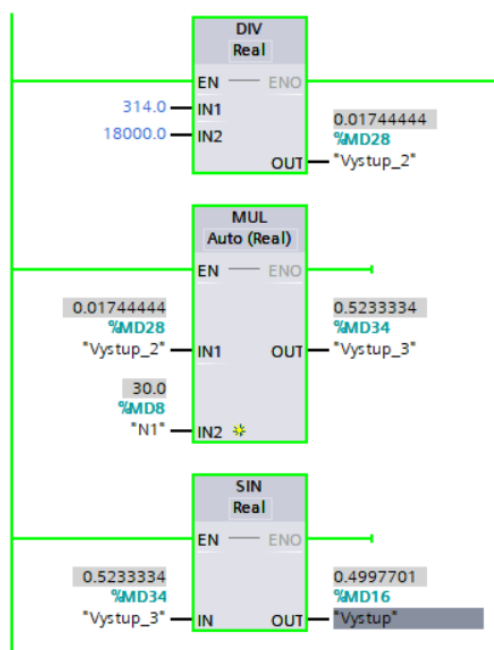 DIV
Real
EN ENO
314.0 IN1 0.01744444
18000.0 IN2 %MD28
OUT "Vystup_2"
MUL
Auto (Real)
EN ENO
0.01744444 0.5233334
%MD28 %MD34
"Vystup_2" IN1 OUT "Vystup_3"
30.0
%MD8
"N1" IN2
SIN
Real
EN ENO
0.5233334 0.4997701
%MD34 %MD16
"Vystup_3" IN OUT "Vystup"